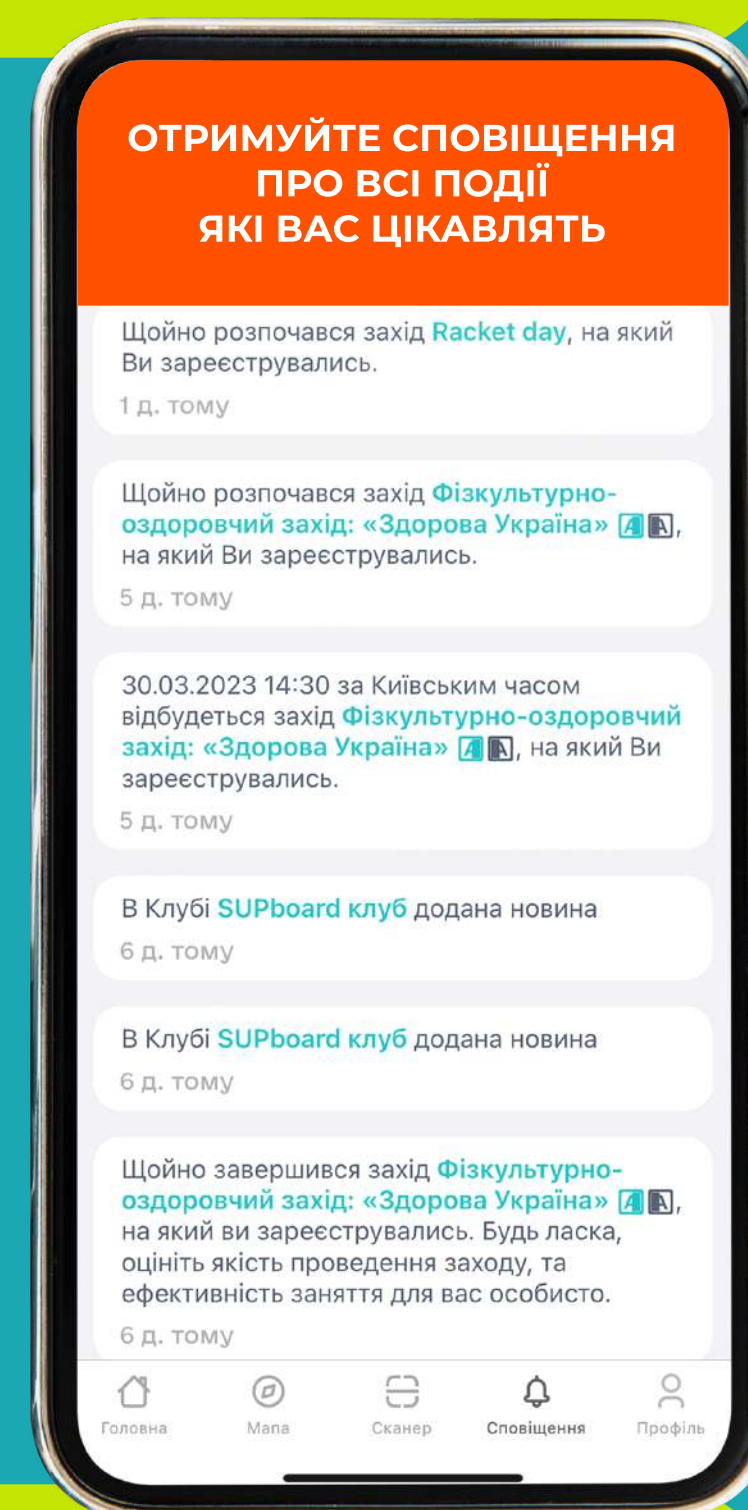 ОТРИМУЙТЕ СПОВІЩЕННЯ
ПРО ВСІ ПОДІЇ
ЯКІ ВАС ЦІКАВЛЯТЬ
Щойно розпочався захід Racket day, на який
Ви зареєструвались.
1 д. тому
Щойно розпочався захід Фізкультурно-
оздоровчий захід: «Здорова Україна» 🅰🅰,
на який Ви зареєструвались.
5 д. тому
30.03.2023 14:30 за Київським часом
відбудеться захід Фізкультурно-оздоровчий
захід: «Здорова Україна» 🅰🅰, на який Ви
зареєструвались.
5 д. тому
В Клубі SUPboard клуб додана новина
6 д. тому
В Клубі SUPboard клуб додана новина
6 д. тому
Щойно завершився захід Фізкультурно-
оздоровчий захід: «Здорова Україна» 🅰🅰,
на який ви зареєструвались. Будь ласка,
оцініть якість проведення заходу, та
ефективність заняття для вас особисто.
6 д. тому
Головна Мапа Сканер Сповіщення Профіль